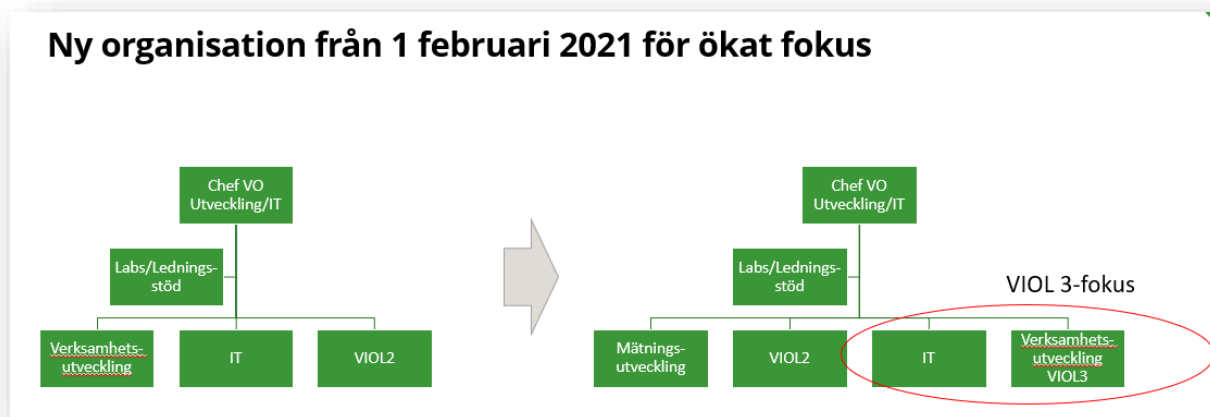 Ny organisation från 1 februari 2021 för ökat fokus
Chef VO
Utveckling/IT
Labs/Lednings-
stöd
Verksamhets-
utveckling
IT
VIOL2
Chef VO
Utveckling/IT
Labs/Lednings-
stöd
VIOL 3-fokus
Mätnings-
utveckling
VIOL2
IT
Verksamhets-
utveckling
VIOL3